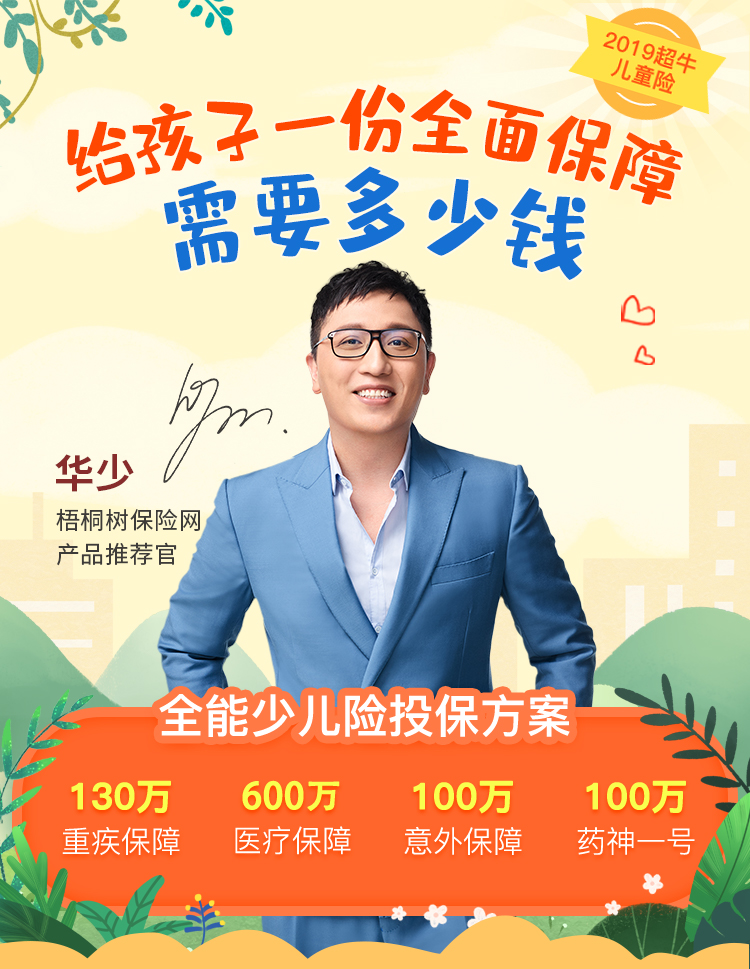 2019超牛
儿童险
给孩子一份全面保障
需要多少钱
华少
梧桐树保险网
产品推荐官
全能少儿险投保方案
130万
重疾保障
600万
医疗保障
100万
意外保障
100万
药神一号